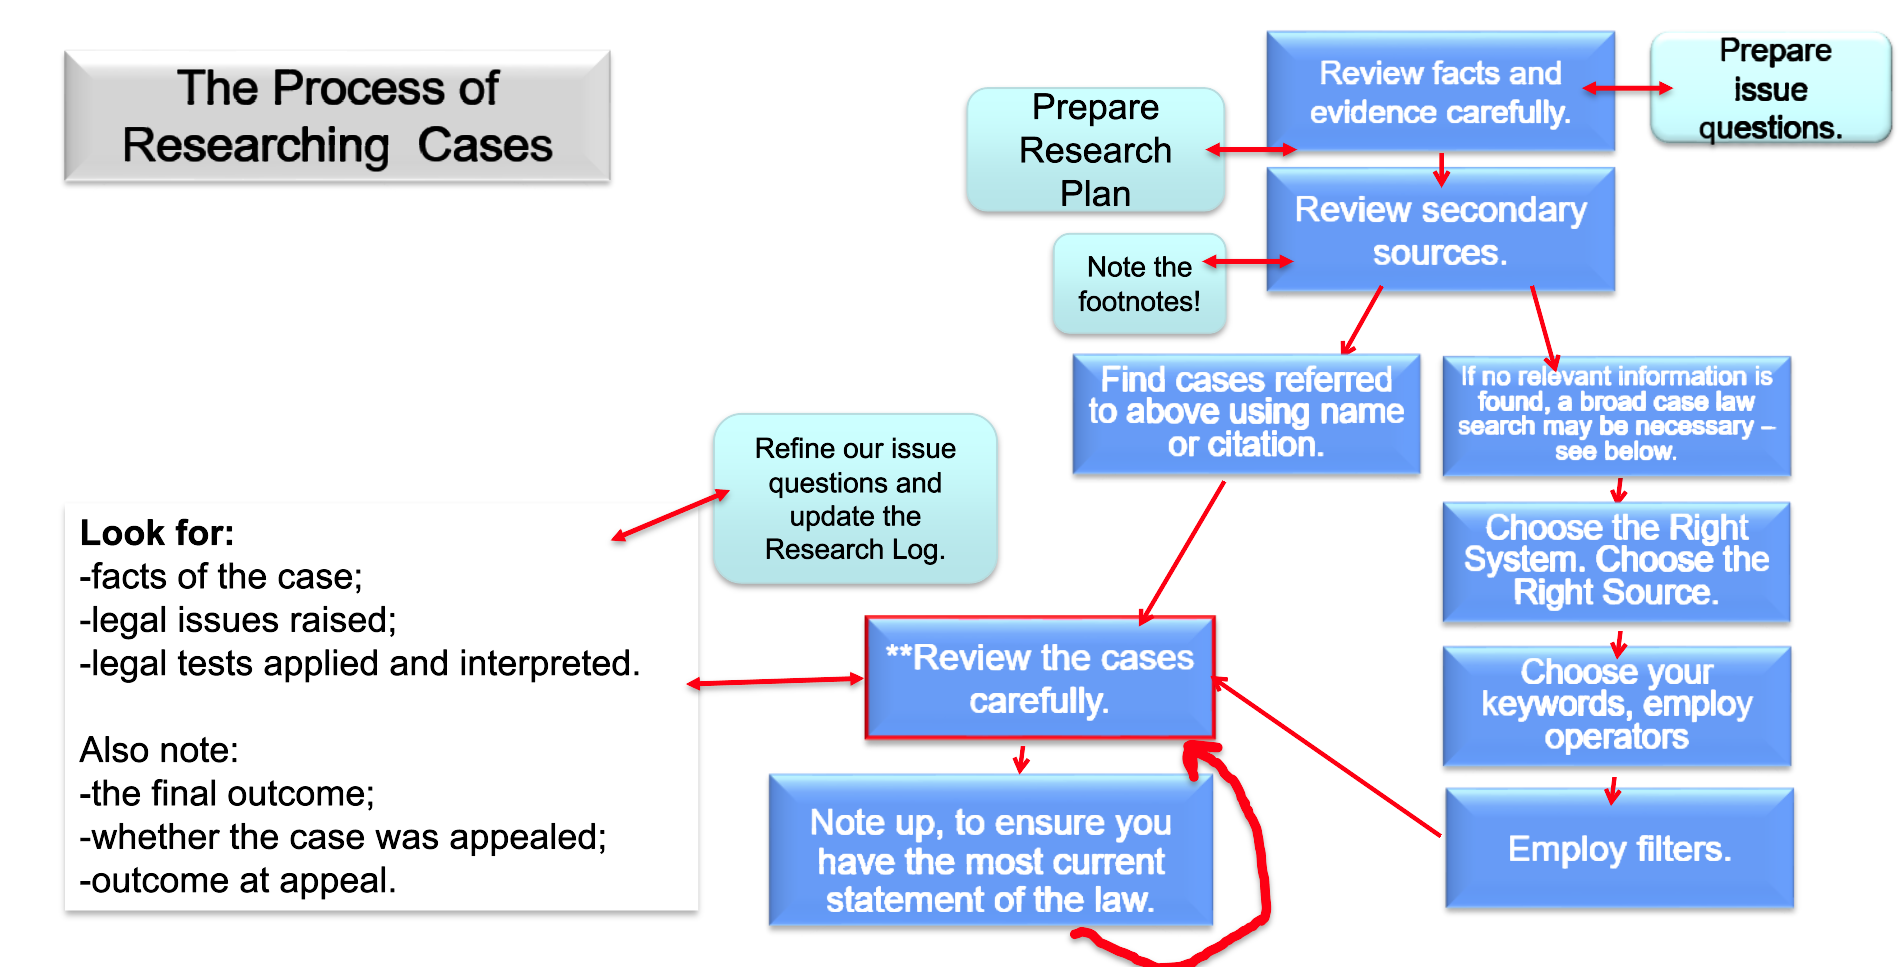 The Process of
Researching Cases
Review facts and
evidence carefully.
Prepare
issue
questions.
Prepare
Research
Plan
Review secondary
sources.
Note the
footnotes!
Find cases referred
to above using name
or citation.
If no relevant information is
found, a broad case law
search may be necessary –
see below.
Choose the Right
System. Choose the
Right Source.
Choose your
keywords, employ
operators
Employ filters.
Refine our issue
questions and
update the
Research Log.
**Review the cases
carefully.
Look for:
-facts of the case;
-legal issues raised;
-legal tests applied and interpreted.
Also note:
-the final outcome;
-whether the case was appealed;
-outcome at appeal.
Note up, to ensure you
have the most current
statement of the law.